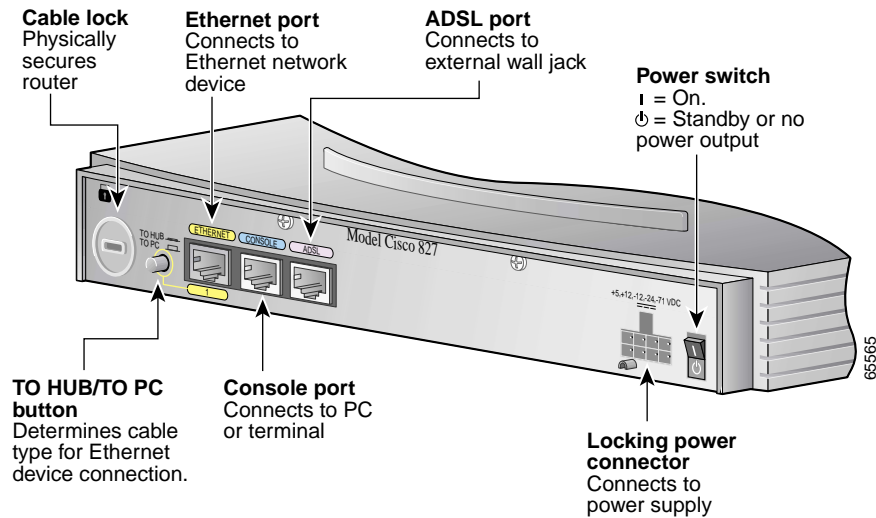 Cable lock
Physically
secures
router
Ethernet port
Connects to
Ethernet network
device
ADSL port
Connects to
external wall jack
Power switch
I = On.
⏻ = Standby or no
power output
TO HUB
TO PC
ETHERNET
CONSOLE
ADSL
1
Model Cisco 827
+5,+12,-12,-24,-71 VDC
65565
TO HUB/TO PC
button
Determines cable
type for Ethernet
device connection.
Console port
Connects to PC
or terminal
Locking power
connector
Connects to
power supply